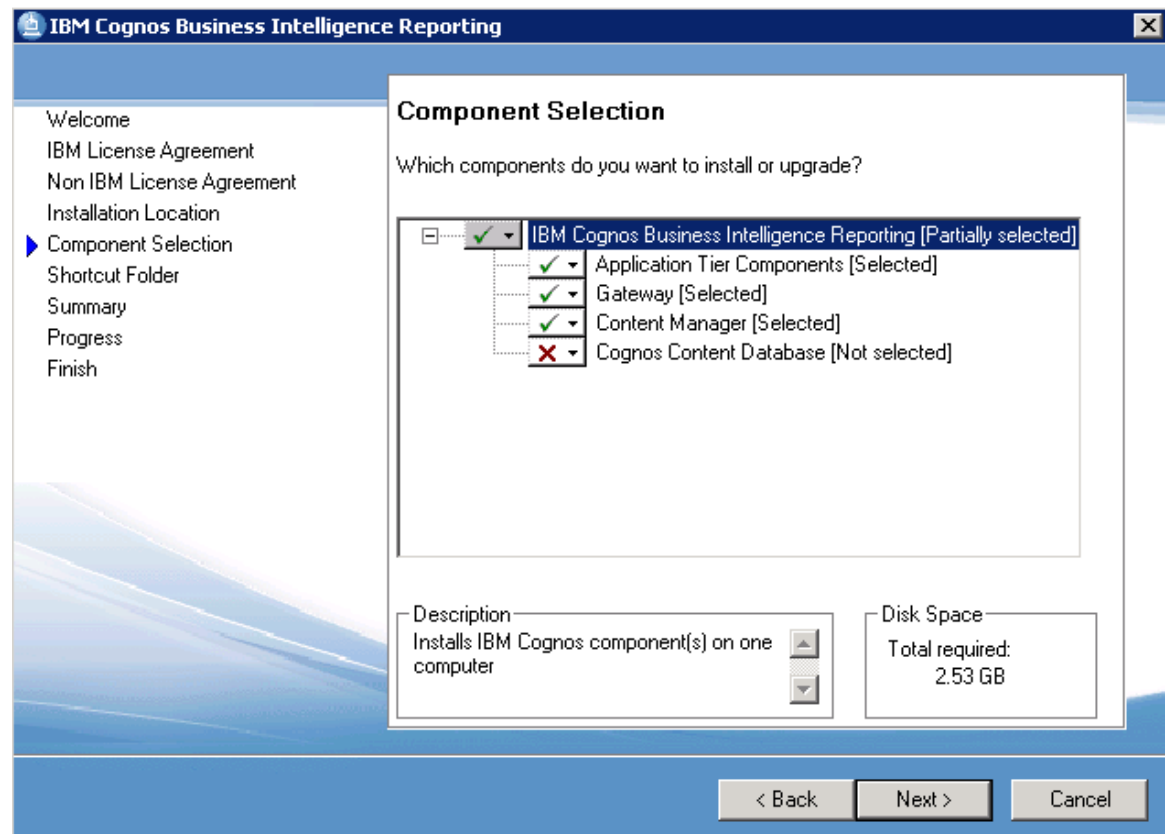 IBM Cognos Business Intelligence Reporting
Welcome
IBM License Agreement
Non IBM License Agreement
Installation Location
Component Selection
Shortcut Folder
Summary
Progress
Finish
Component Selection
Which components do you want to install or upgrade?
IBM Cognos Business Intelligence Reporting [Partially selected]
Application Tier Components [Selected]
Gateway [Selected]
Content Manager [Selected]
Cognos Content Database [Not selected]
Description
Installs IBM Cognos component(s) on one
computer
Disk Space
Total required:
2.53 GB
< Back
Next >
Cancel